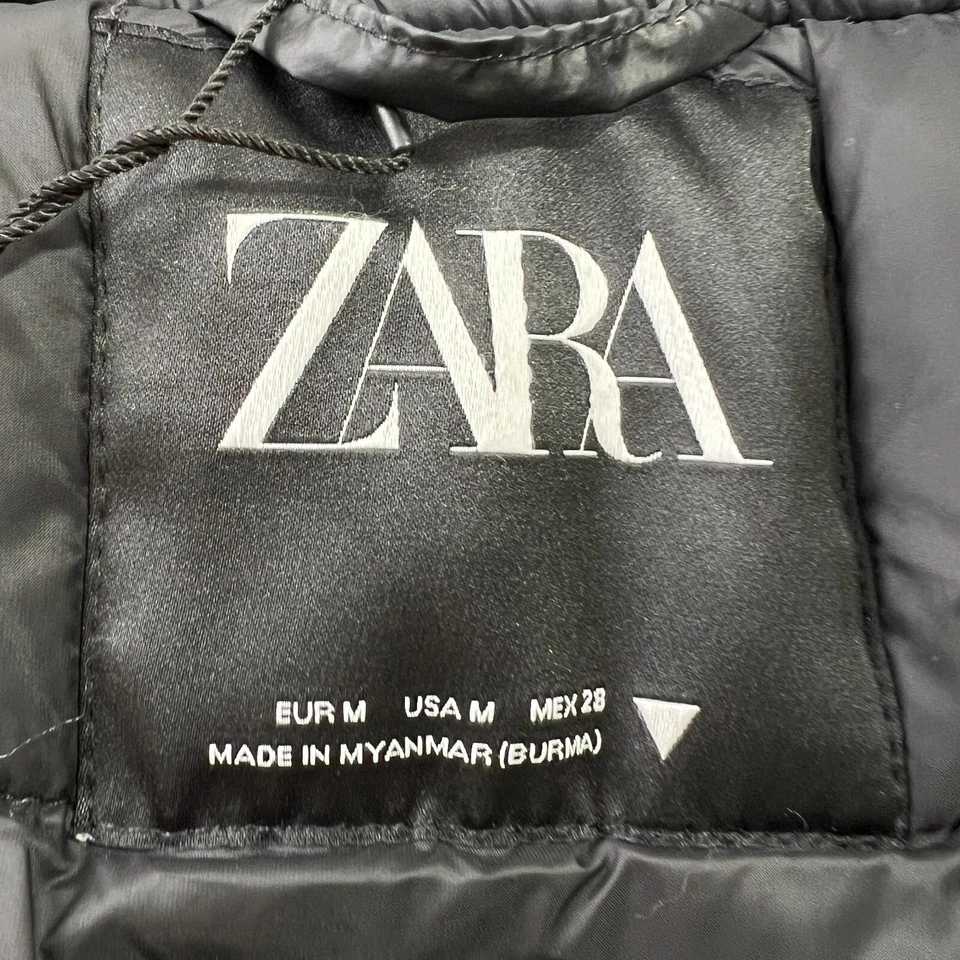 ZARA
EUR M USA M MEX 28
MADE IN MYANMAR (BURMA)